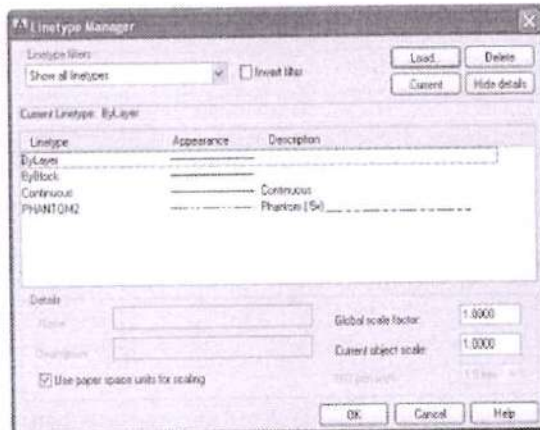 Linetype Manager
Linetype filters
Show all linetypes
Invert filter
Load...
Delete
Current
Hide details
Current Linetype: ByLayer
Linetype Appearance Description
ByLayer
ByBlock
Continuous Continuous
PHANTOM2 Phantom (.5x)
Details
Name:
Description:
Global scale factor: 1.0000
Current object scale: 1.0000
Use paper space units for scaling
OK
Cancel
Help